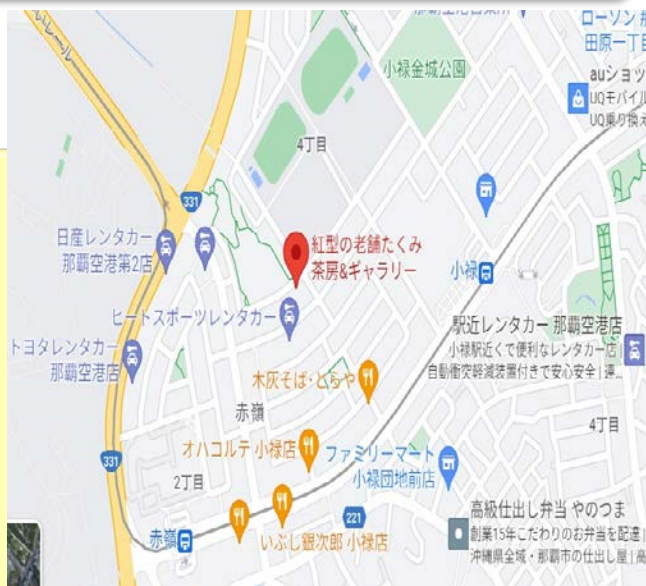 ローソン 那
田原一丁目
小禄金城公園
auショッ
UQモバイル
UQ乗り換え
4丁目
331
日産レンタカー
那覇空港第2店
紅型の老舗たくみ
茶房&ギャラリー
小禄
ヒートスポーツレンタカー
駅近レンタカー 那覇空港店
小禄駅近くで便利なレンタカー店|
自動衝突軽減装置付きで安心安全|連...
トヨタレンタカー
那覇空港店
木灰そば・とらや
赤嶺
4丁目
オハコルテ 小禄店
ファミリーマート
小禄団地前店
331
2丁目
高級仕出し弁当 やのつま
創業15年こだわりのお弁当を配達|
沖縄県全域・那覇市の仕出し屋|高
221
赤嶺
いぶし銀次郎 小禄店